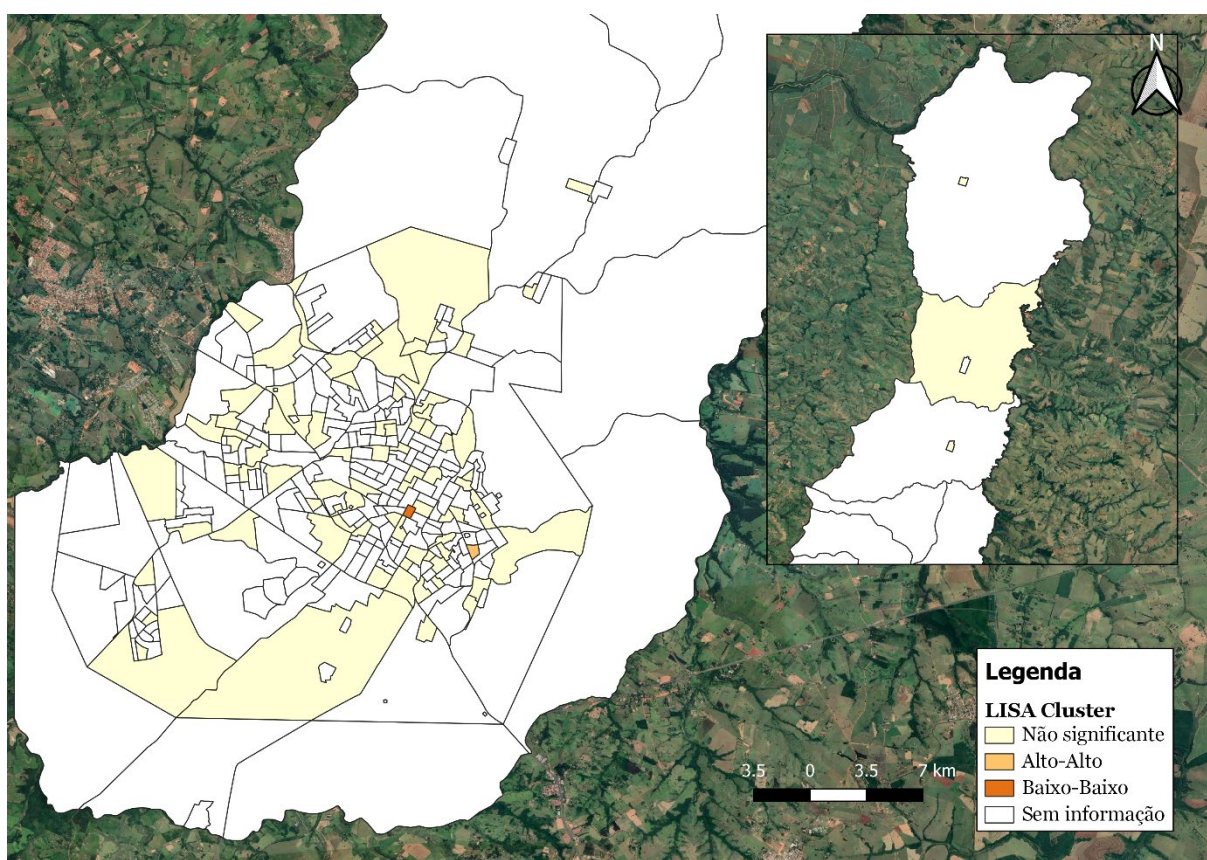 N
Legenda
LISA Cluster
Não significante
Alto-Alto
Baixo-Baixo
Sem informação
3.5 0 3.5 7 km